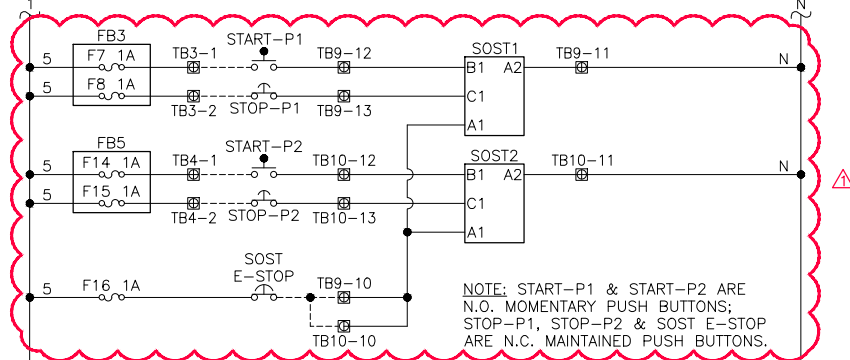 N
FB3
START-P1
SOST1
F7 1A
TB3-1
TB9-12
TB9-11
5
B1 A2
N
F8 1A
5
C1
TB3-2
STOP-P1
TB9-13
A1
FB5
START-P2
SOST2
F14 1A
TB4-1
TB10-12
TB10-11
5
B1 A2
N
F15 1A
5
C1
TB4-2
STOP-P2
TB10-13
A1
1
SOST
E-STOP
TB9-10
5
F16 1A
TB10-10
NOTE: START-P1 & START-P2 ARE
N.O. MOMENTARY PUSH BUTTONS;
STOP-P1, STOP-P2 & SOST E-STOP
ARE N.C. MAINTAINED PUSH BUTTONS.